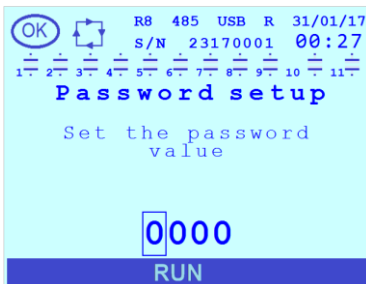 OK R8 485 USB R 31/01/17
S/N 23170001 00:27
1 2 3 4 5 6 7 8 9 10 11
Password setup
Set the password
value
0000
RUN